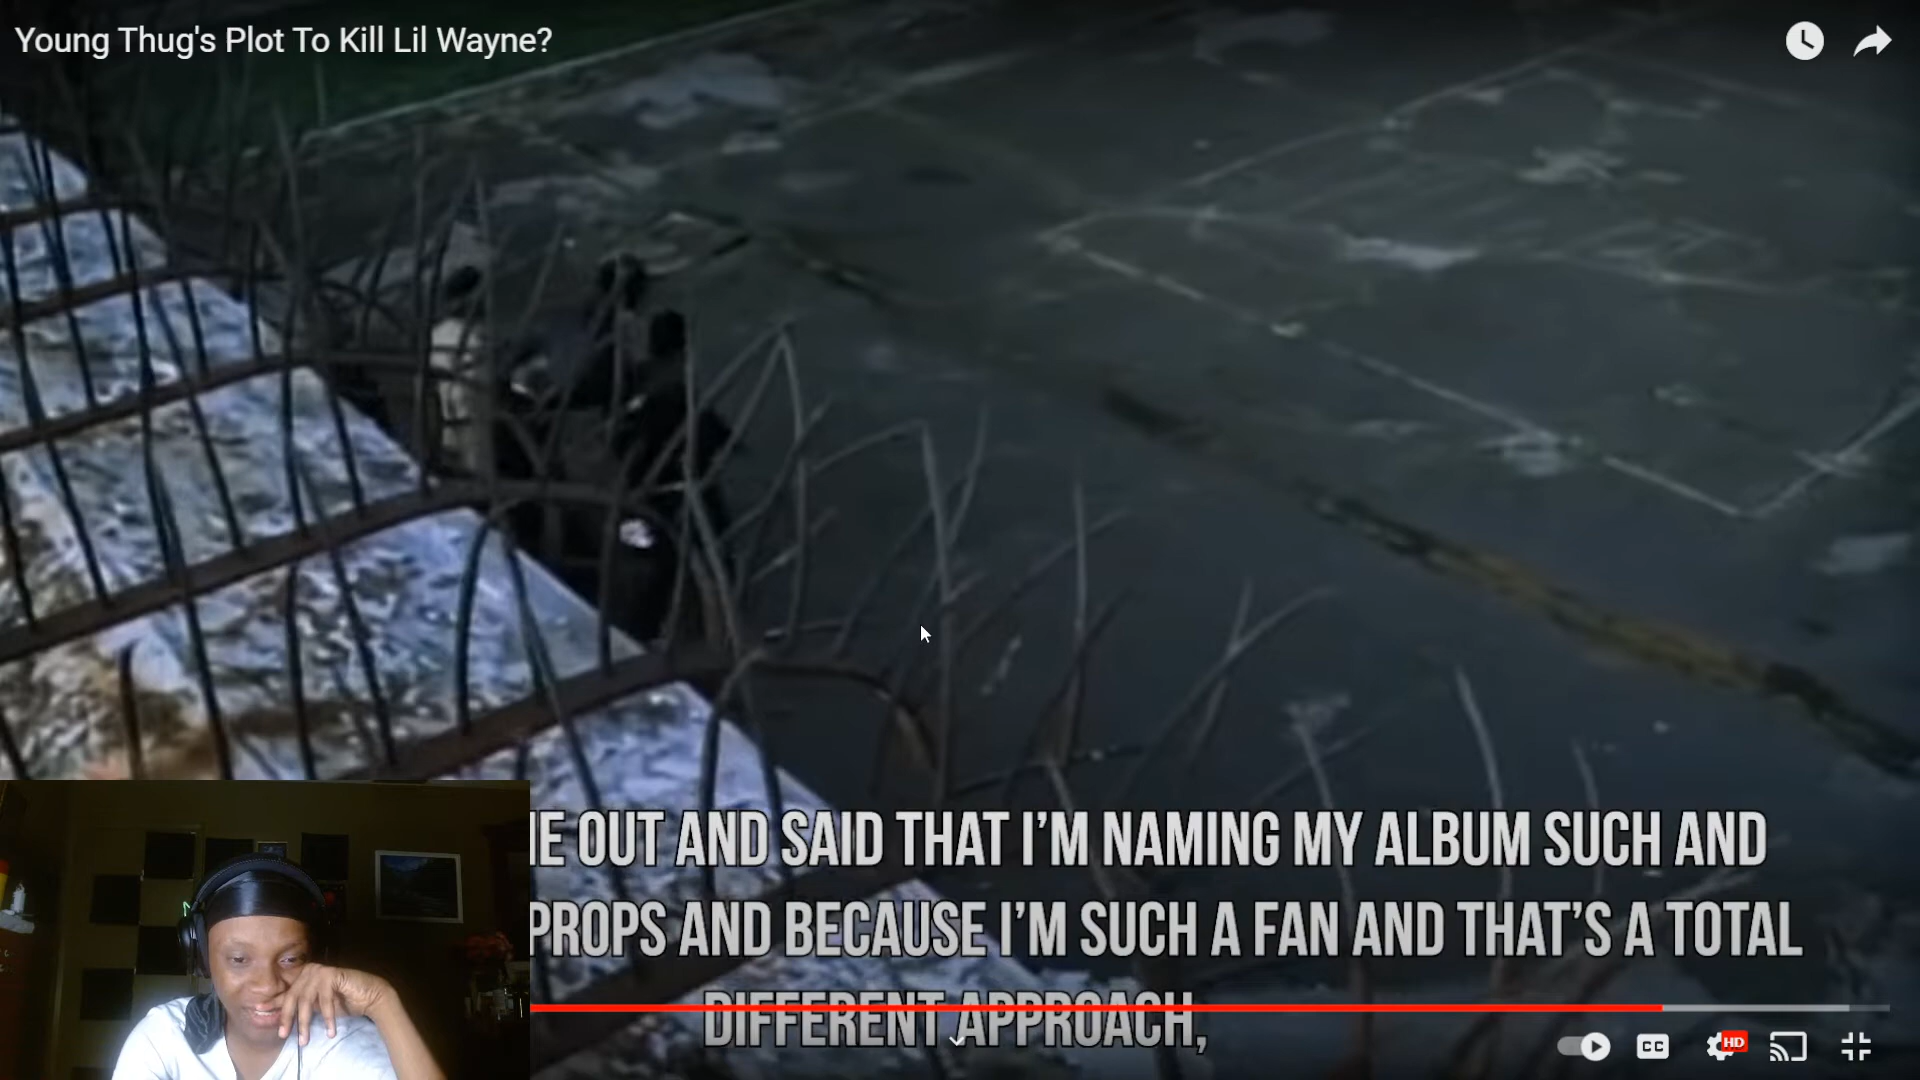 Young Thug's Plot To Kill Lil Wayne?
OUT AND SAID THAT I'M NAMING MY ALBUM SUCH AND
PROPS AND BECAUSE I'M SUCH A FAN AND THAT'S A TOTAL
DIFFERENT APPROACH,
CC
HD